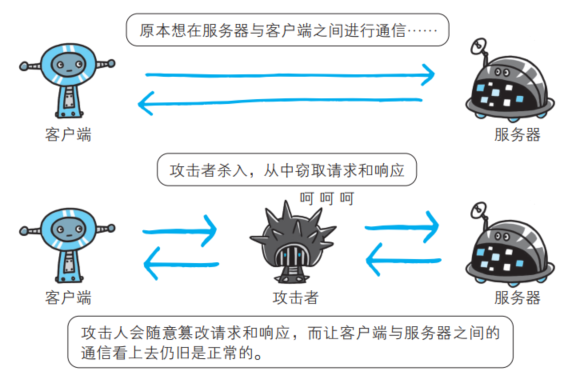 原本想在服务器与客户端之间进行通信……
客户端
服务器
攻击者杀入，从中窃取请求和响应
呵 呵 呵
客户端
攻击者
服务器
攻击人会随意篡改请求和响应，而让客户端与服务器之间的
通信看上去仍旧是正常的。